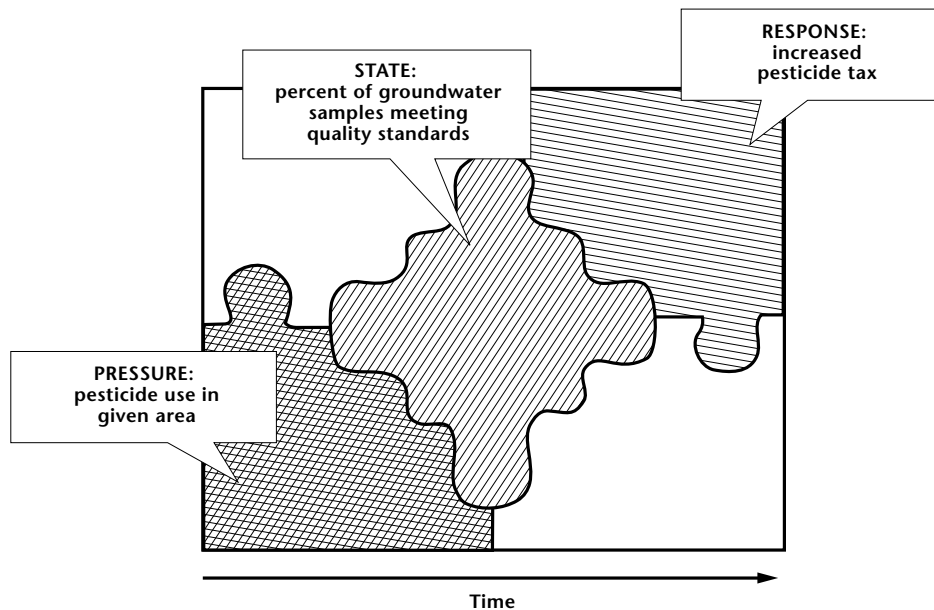 RESPONSE:
increased
pesticide tax
STATE:
percent of groundwater
samples meeting
quality standards
PRESSURE:
pesticide use in
given area
Time